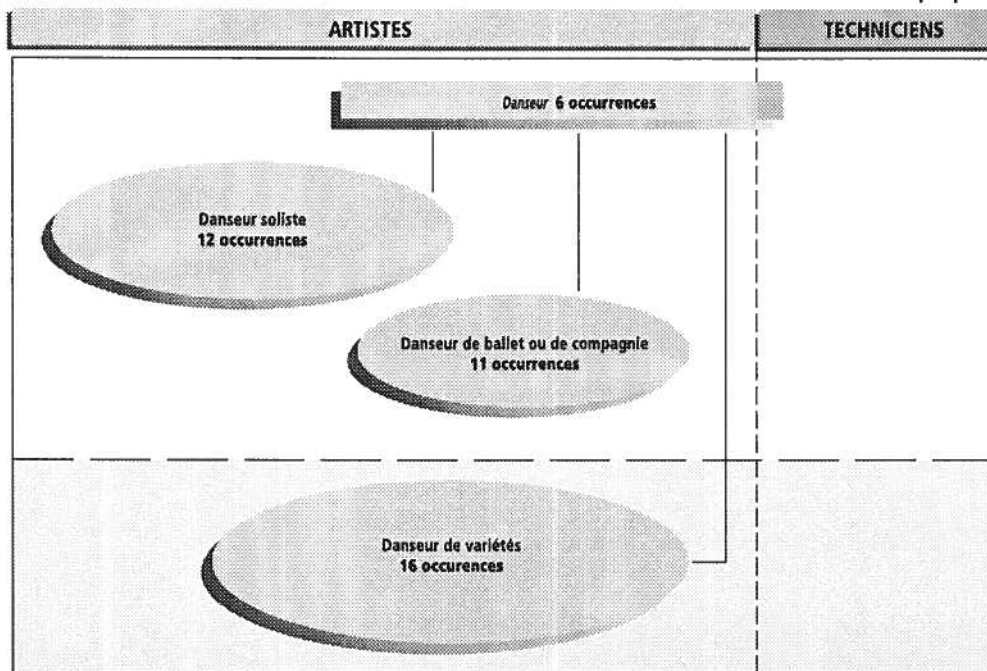 ARTISTES
TECHNICIENS
Danseur 6 occurrences
Danseur soliste
12 occurrences
Danseur de ballet ou de compagnie
11 occurrences
Danseur de variétés
16 occurences